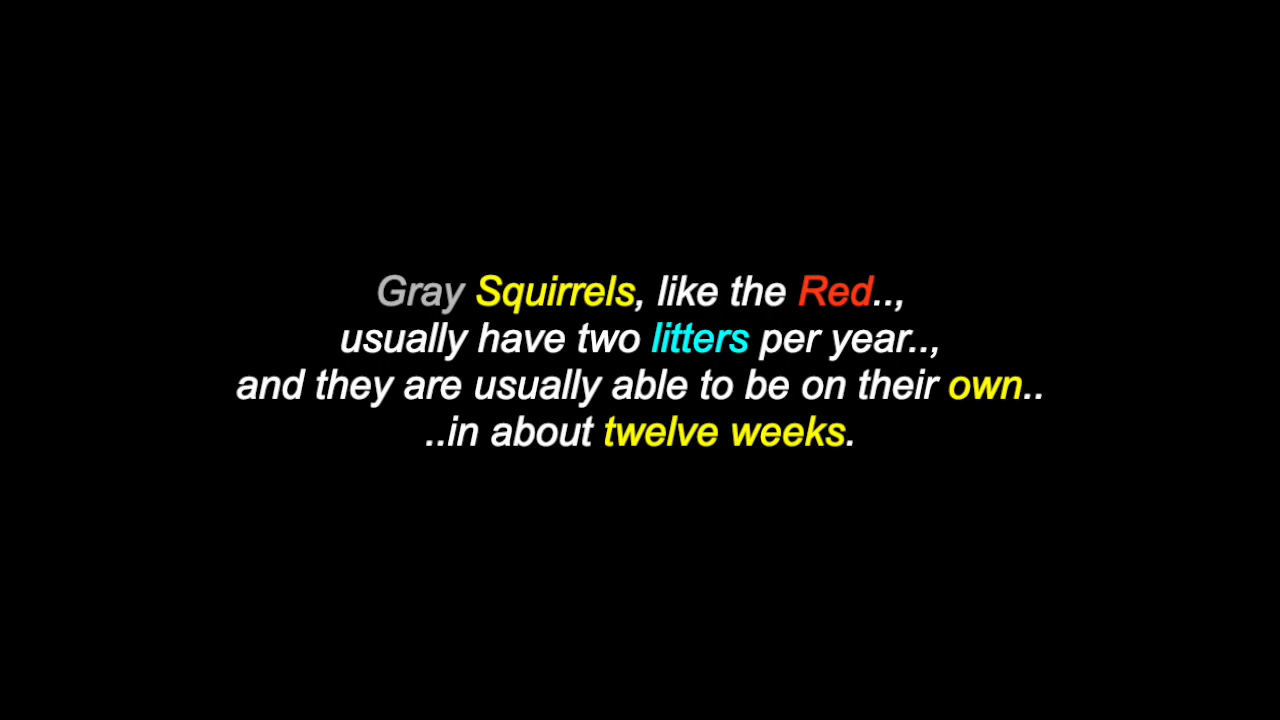 Gray Squirrels, like the Red..,
usually have two litters per year..,
and they are usually able to be on their own..
..in about twelve weeks.